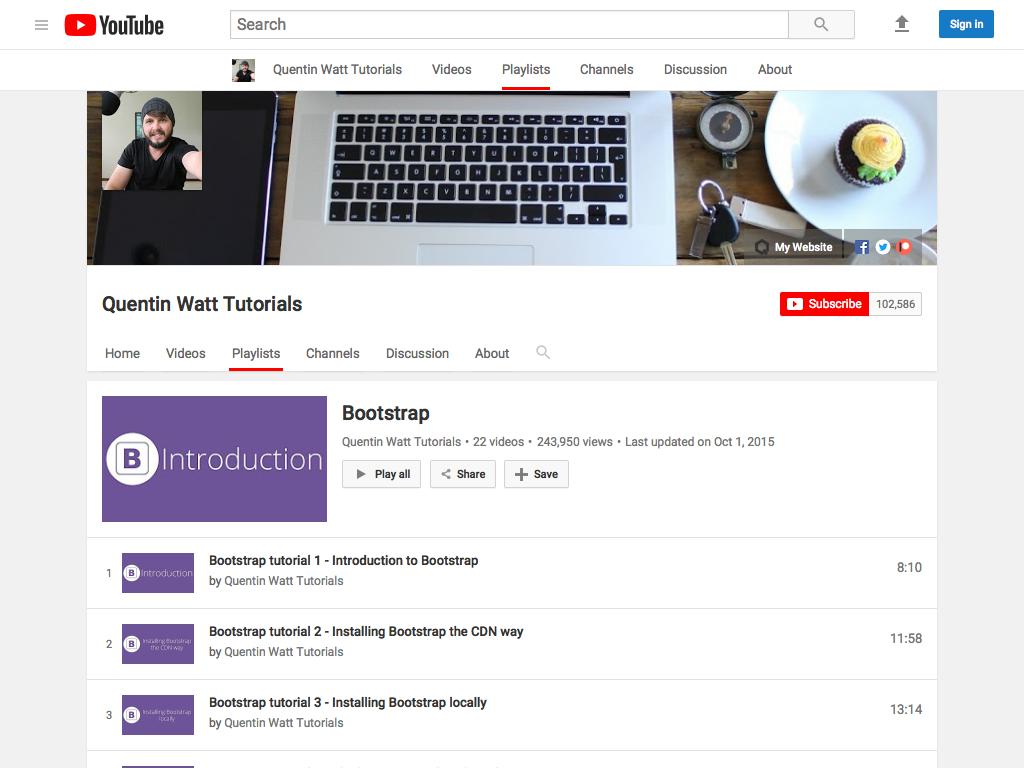 YouTube
Search
Sign in
Quentin Watt Tutorials
Videos
Playlists
Channels
Discussion
About
My Website
Quentin Watt Tutorials
Subscribe 102,586
Home
Videos
Playlists
Channels
Discussion
About
B Introduction
Bootstrap
Quentin Watt Tutorials • 22 videos • 243,950 views • Last updated on Oct 1, 2015
Play all
Share
Save
1
B Introduction
Bootstrap tutorial 1 - Introduction to Bootstrap
by Quentin Watt Tutorials
8:10
2
B Installing Bootstrap
the CDN way
Bootstrap tutorial 2 - Installing Bootstrap the CDN way
by Quentin Watt Tutorials
11:58
3
B Installing Bootstrap
locally
Bootstrap tutorial 3 - Installing Bootstrap locally
by Quentin Watt Tutorials
13:14